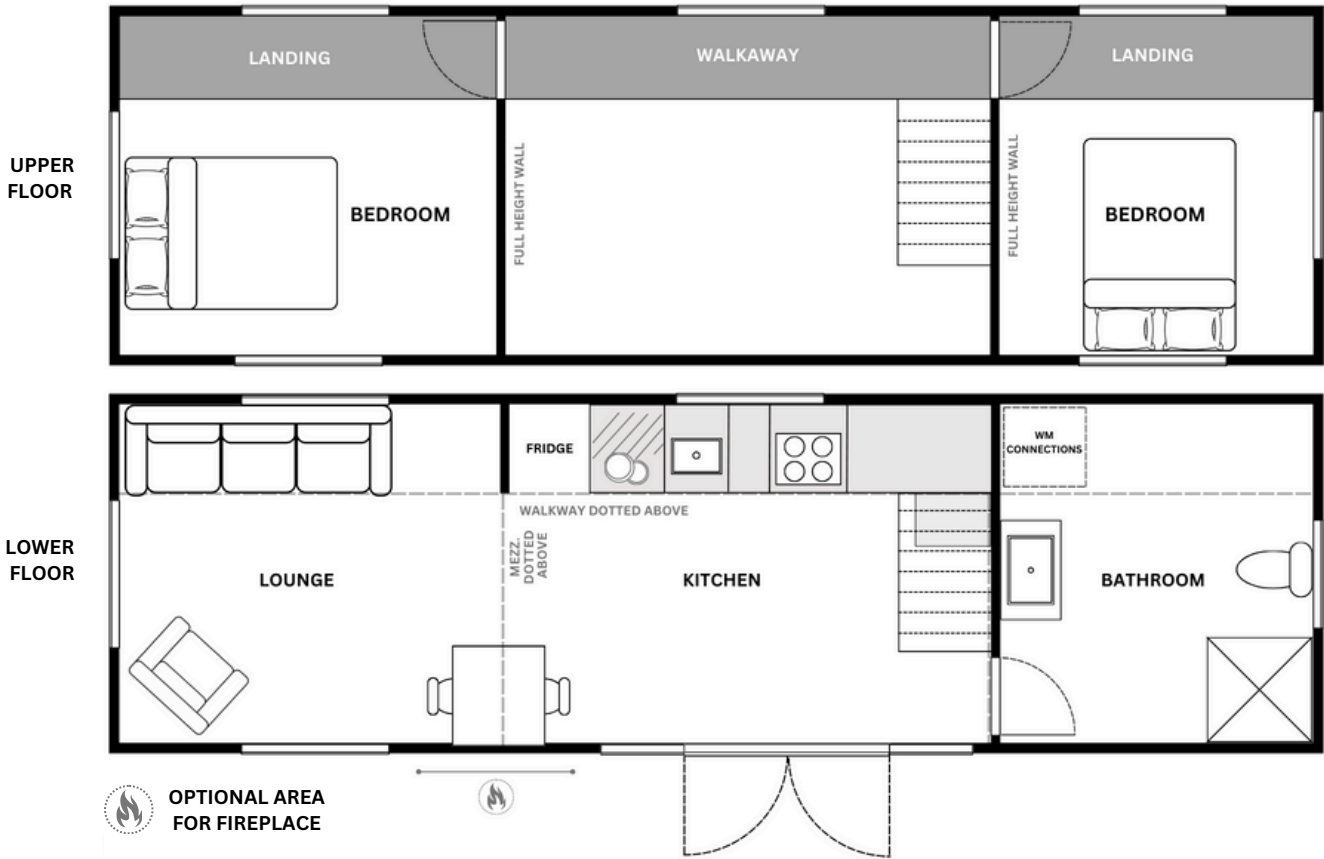 LANDING
WALKAWAY
LANDING
UPPER
FLOOR
BEDROOM
FULL HEIGHT WALL
FULL HEIGHT WALL
BEDROOM
FRIDGE
WM
CONNECTIONS
WALKWAY DOTTED ABOVE
MEZZ.
DOTTED
ABOVE
LOWER
FLOOR
LOUNGE
KITCHEN
BATHROOM
OPTIONAL AREA
FOR FIREPLACE